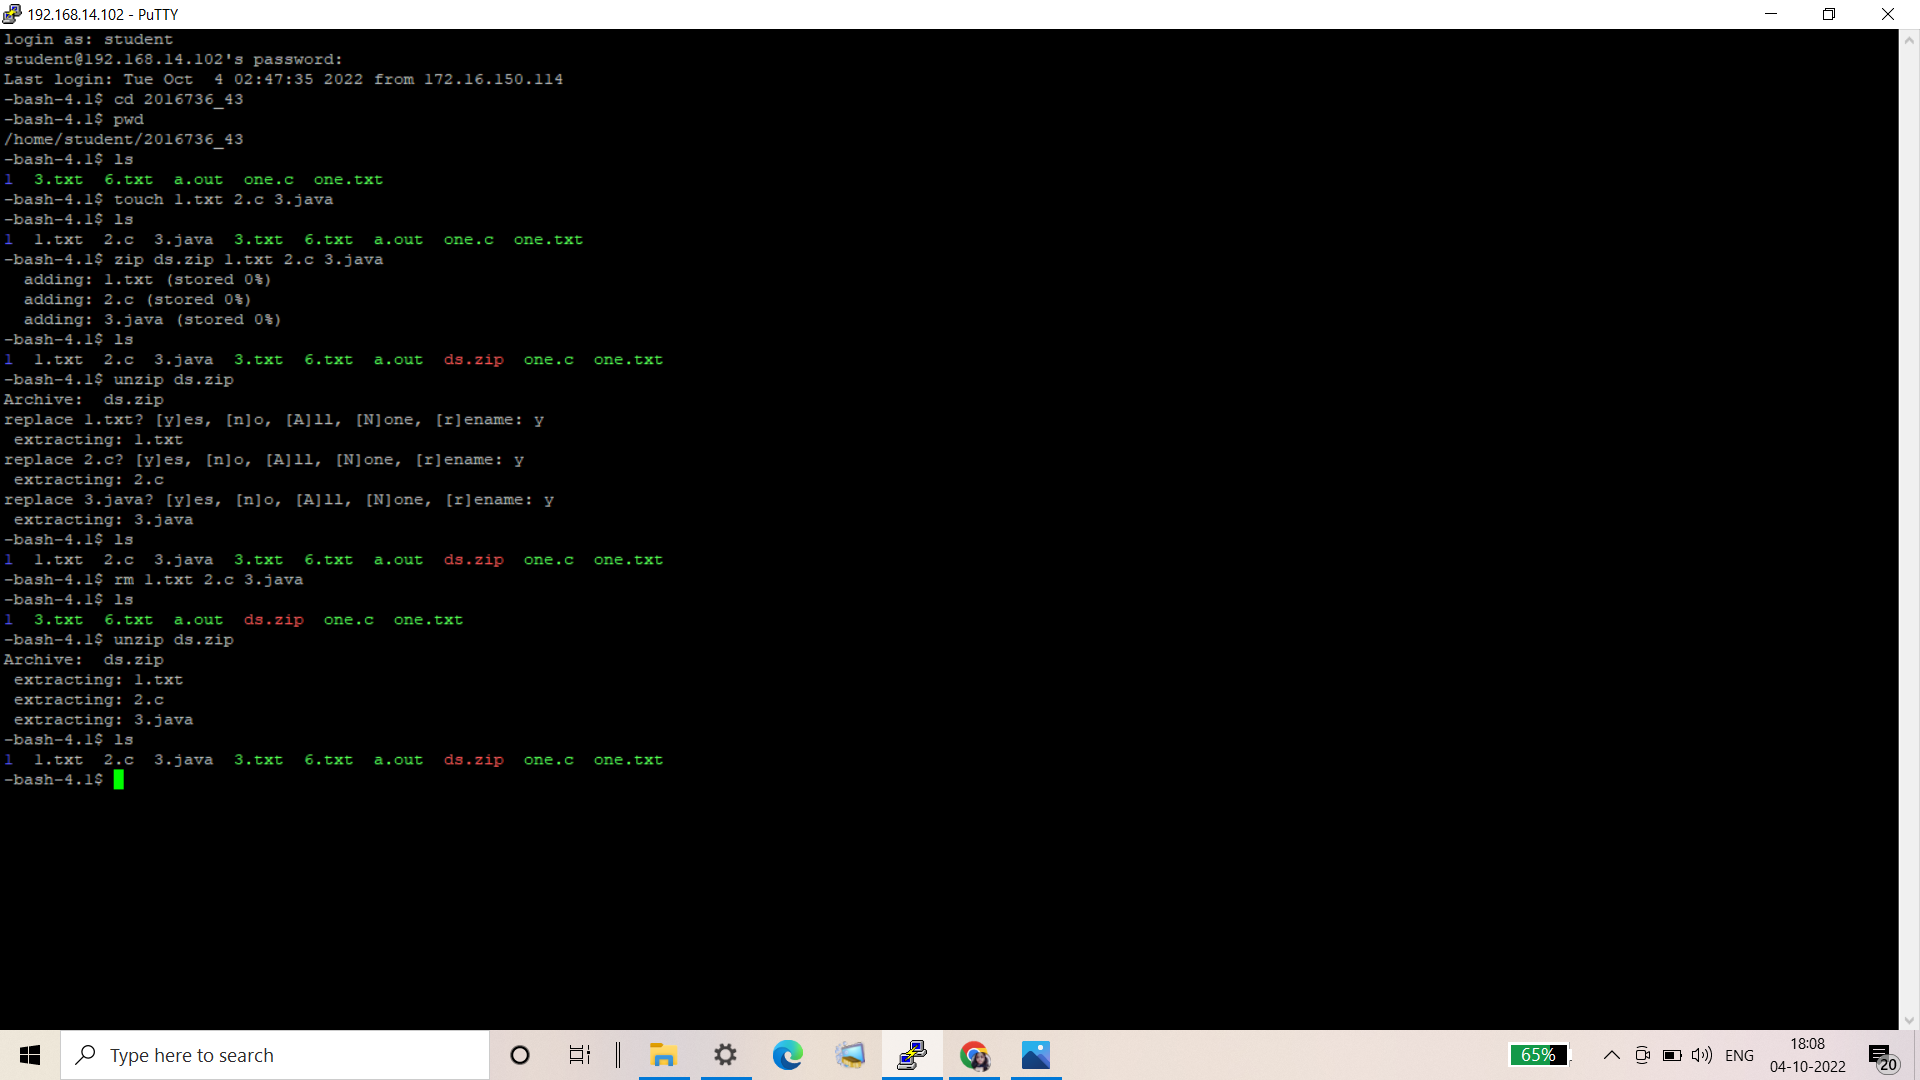 192.168.14.102 - PuTTY
login as: student
student@192.168.14.102's password:
Last login: Tue Oct  4 02:47:35 2022 from 172.16.150.114
-bash-4.1$ cd 2016736_43
-bash-4.1$ pwd
/home/student/2016736_43
-bash-4.1$ ls
1  3.txt  6.txt  a.out  one.c  one.txt
-bash-4.1$ touch 1.txt 2.c 3.java
-bash-4.1$ ls
1  1.txt  2.c  3.java  3.txt  6.txt  a.out  one.c  one.txt
-bash-4.1$ zip ds.zip 1.txt 2.c 3.java
  adding: 1.txt (stored 0%)
  adding: 2.c (stored 0%)
  adding: 3.java (stored 0%)
-bash-4.1$ ls
1  1.txt  2.c  3.java  3.txt  6.txt  a.out  ds.zip  one.c  one.txt
-bash-4.1$ unzip ds.zip
Archive:  ds.zip
replace 1.txt? [y]es, [n]o, [A]ll, [N]one, [r]ename: y
 extracting: 1.txt
replace 2.c? [y]es, [n]o, [A]ll, [N]one, [r]ename: y
 extracting: 2.c
replace 3.java? [y]es, [n]o, [A]ll, [N]one, [r]ename: y
 extracting: 3.java
-bash-4.1$ ls
1  1.txt  2.c  3.java  3.txt  6.txt  a.out  ds.zip  one.c  one.txt
-bash-4.1$ rm 1.txt 2.c 3.java
-bash-4.1$ ls
1  3.txt  6.txt  a.out  ds.zip  one.c  one.txt
-bash-4.1$ unzip ds.zip
Archive:  ds.zip
 extracting: 1.txt
 extracting: 2.c
 extracting: 3.java
-bash-4.1$ ls
1  1.txt  2.c  3.java  3.txt  6.txt  a.out  ds.zip  one.c  one.txt
-bash-4.1$
Type here to search
65%
ENG
18:08
04-10-2022
20